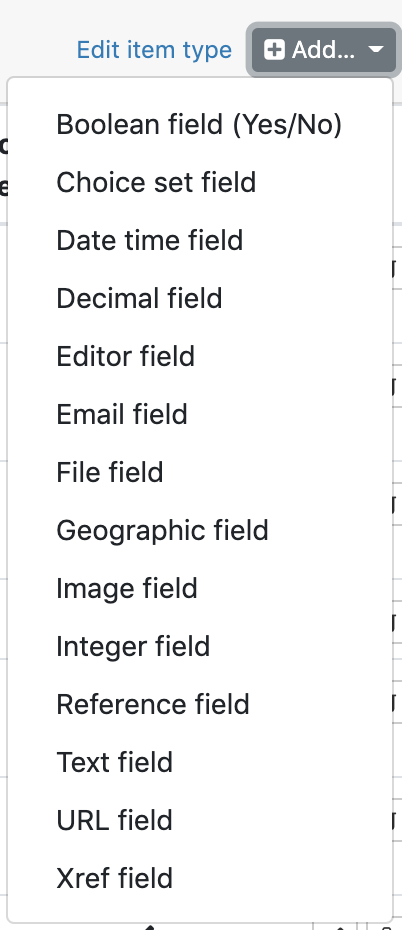 Edit item type Add...
Boolean field (Yes/No)
Choice set field
Date time field
Decimal field
Editor field
Email field
File field
Geographic field
Image field
Integer field
Reference field
Text field
URL field
Xref field